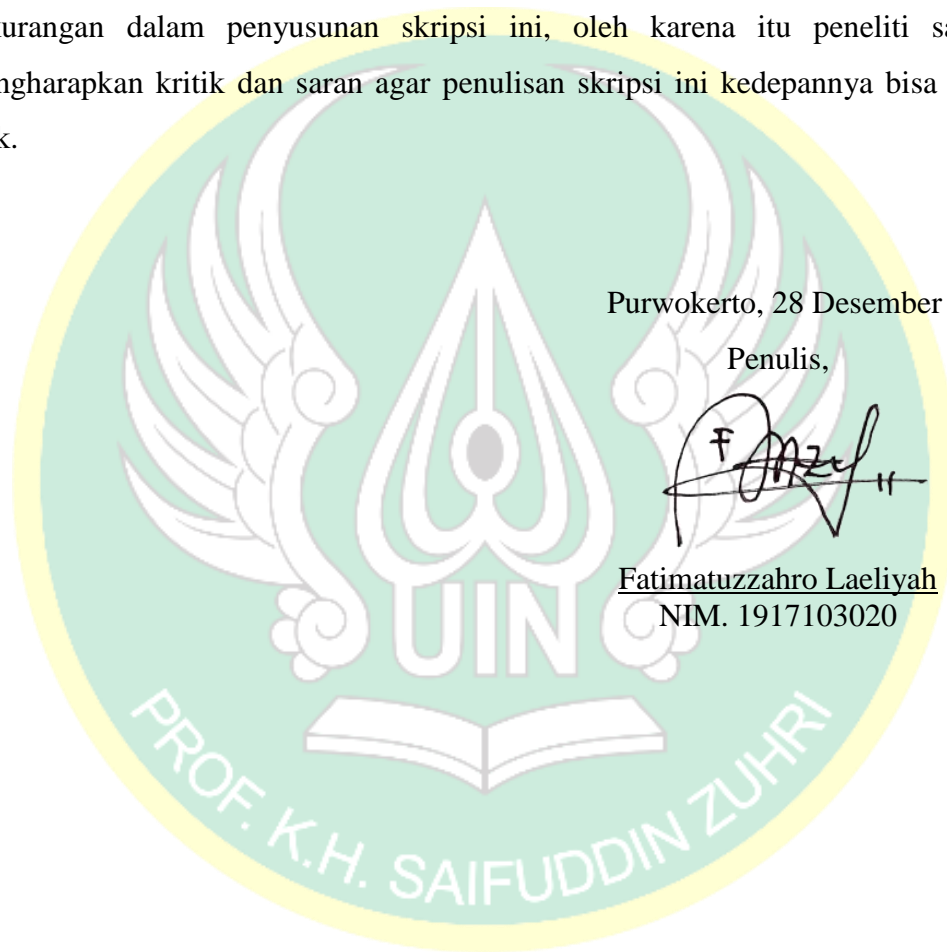 kurangan dalam penyusunan skripsi ini, oleh karena itu peneliti sa
ngharapkan kritik dan saran agar penulisan skripsi ini kedepannya bisa
k.
Purwokerto, 28 Desember
Penulis,
Fatimatuzzahro Laeliyah
NIM. 1917103020
UIN
PROF. K.H. SAIFUDDIN ZUHRI